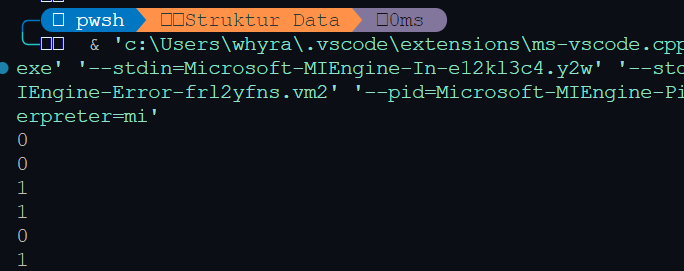 pwsh Struktur Data 0ms
& 'c:\Users\whyra\.vscode\extensions\ms-vscode.cpp
exe' '--stdin=Microsoft-MIEngine-In-e12kl3c4.y2w' '--std
IEngine-Error-frl2yfns.vm2' '--pid=Microsoft-MIEngine-Pi
erpreter=mi'
0
0
1
1
0
1